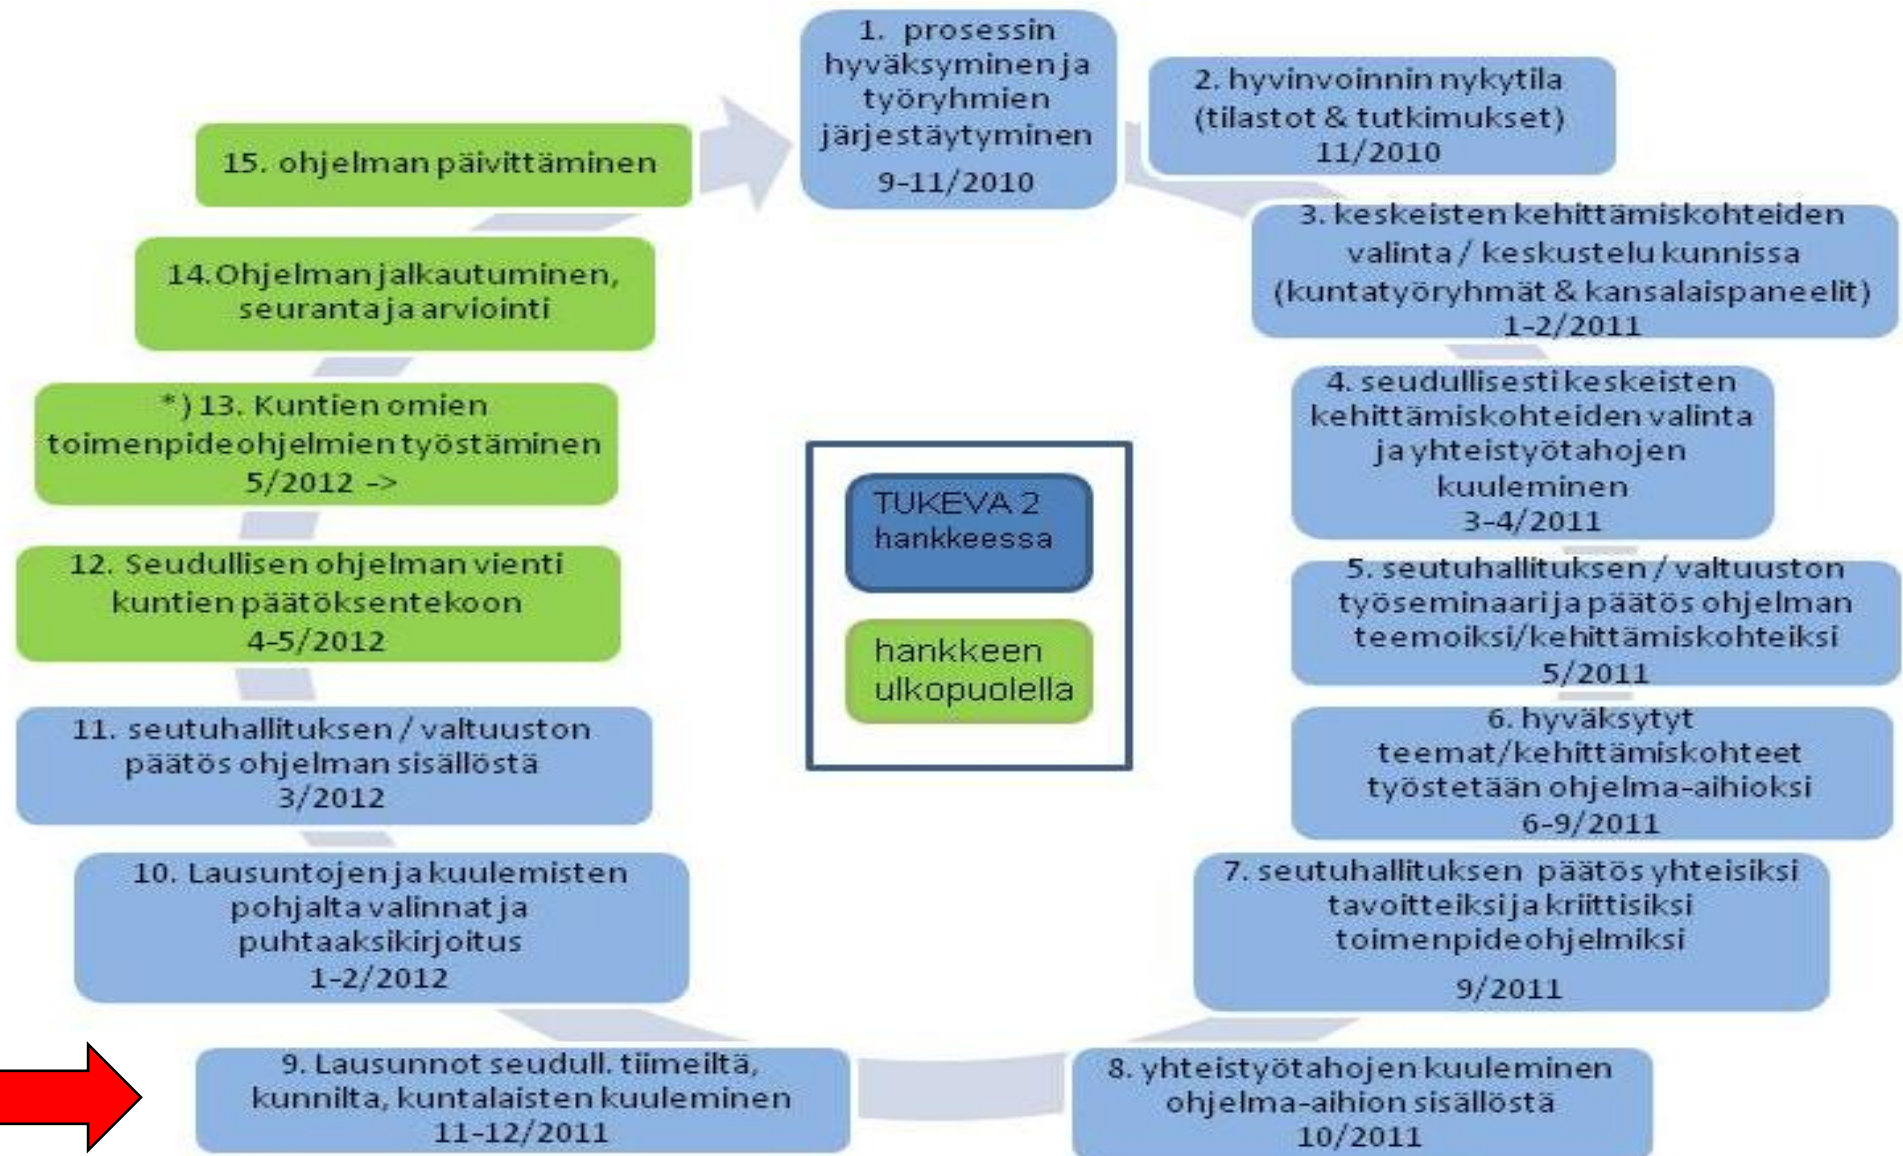 1. prosessin
hyväksyminen ja
työryhmien
järjestäytyminen
9-11/2010
2. hyvinvoinnin nykytila
(tilastot & tutkimukset)
11/2010
3. keskeisten kehittämiskohteiden
valinta / keskustelu kunnissa
(kuntatyöryhmät & kansalaispaneelit)
1-2/2011
4. seudullisesti keskeisten
kehittämiskohteiden valinta
ja yhteistyötahojen
kuuleminen
3-4/2011
5. seutuhallituksen / valtuuston
työseminaari ja päätös ohjelman
teemoiksi/kehittämiskohteiksi
5/2011
6. hyväksytyt
teemat/kehittämiskohteet
työstetään ohjelma-aihioksi
6-9/2011
7. seutuhallituksen päätös yhteisiksi
tavoitteiksi ja kriittisiksi
toimenpideohjelmiksi
9/2011
8. yhteistyötahojen kuuleminen
ohjelma-aihion sisällöstä
10/2011
9. Lausunnot seudull. tiimeiltä,
kunnilta, kuntalaisten kuuleminen
11-12/2011
10. Lausuntojen ja kuulemisten
pohjalta valinnat ja
puhtaaksikirjoitus
1-2/2012
11. seutuhallituksen / valtuuston
päätös ohjelman sisällöstä
3/2012
12. Seudullisen ohjelman vienti
kuntien päätöksentekoon
4-5/2012
*) 13. Kuntien omien
toimenpideohjelmien työstäminen
5/2012 ->
14. Ohjelman jalkautuminen,
seuranta ja arviointi
15. ohjelman päivittäminen
TUKEVA 2
hankkeessa
hankkeen
ulkopuolella